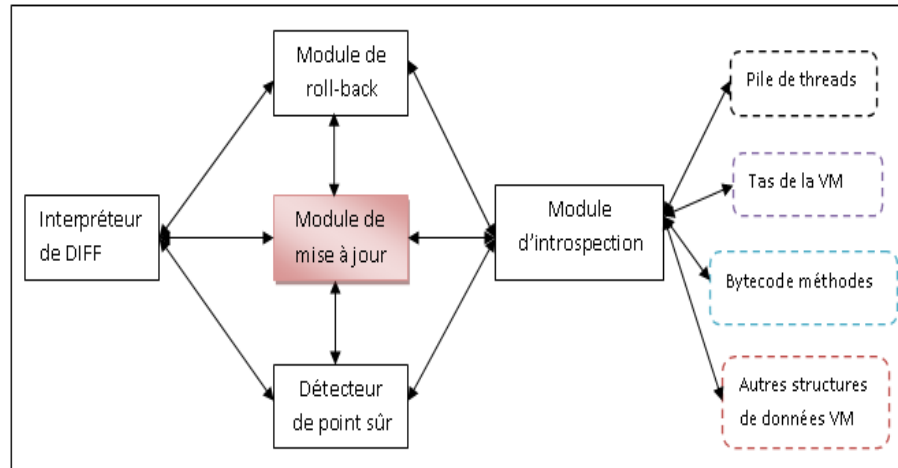 Module de
roll-back
Pile de threads
Tas de la VM
Interpréteur
de DIFF
Module de
mise à jour
Module
d'introspection
Bytecode méthodes
Détecteur
de point sûr
Autres structures
de données VM